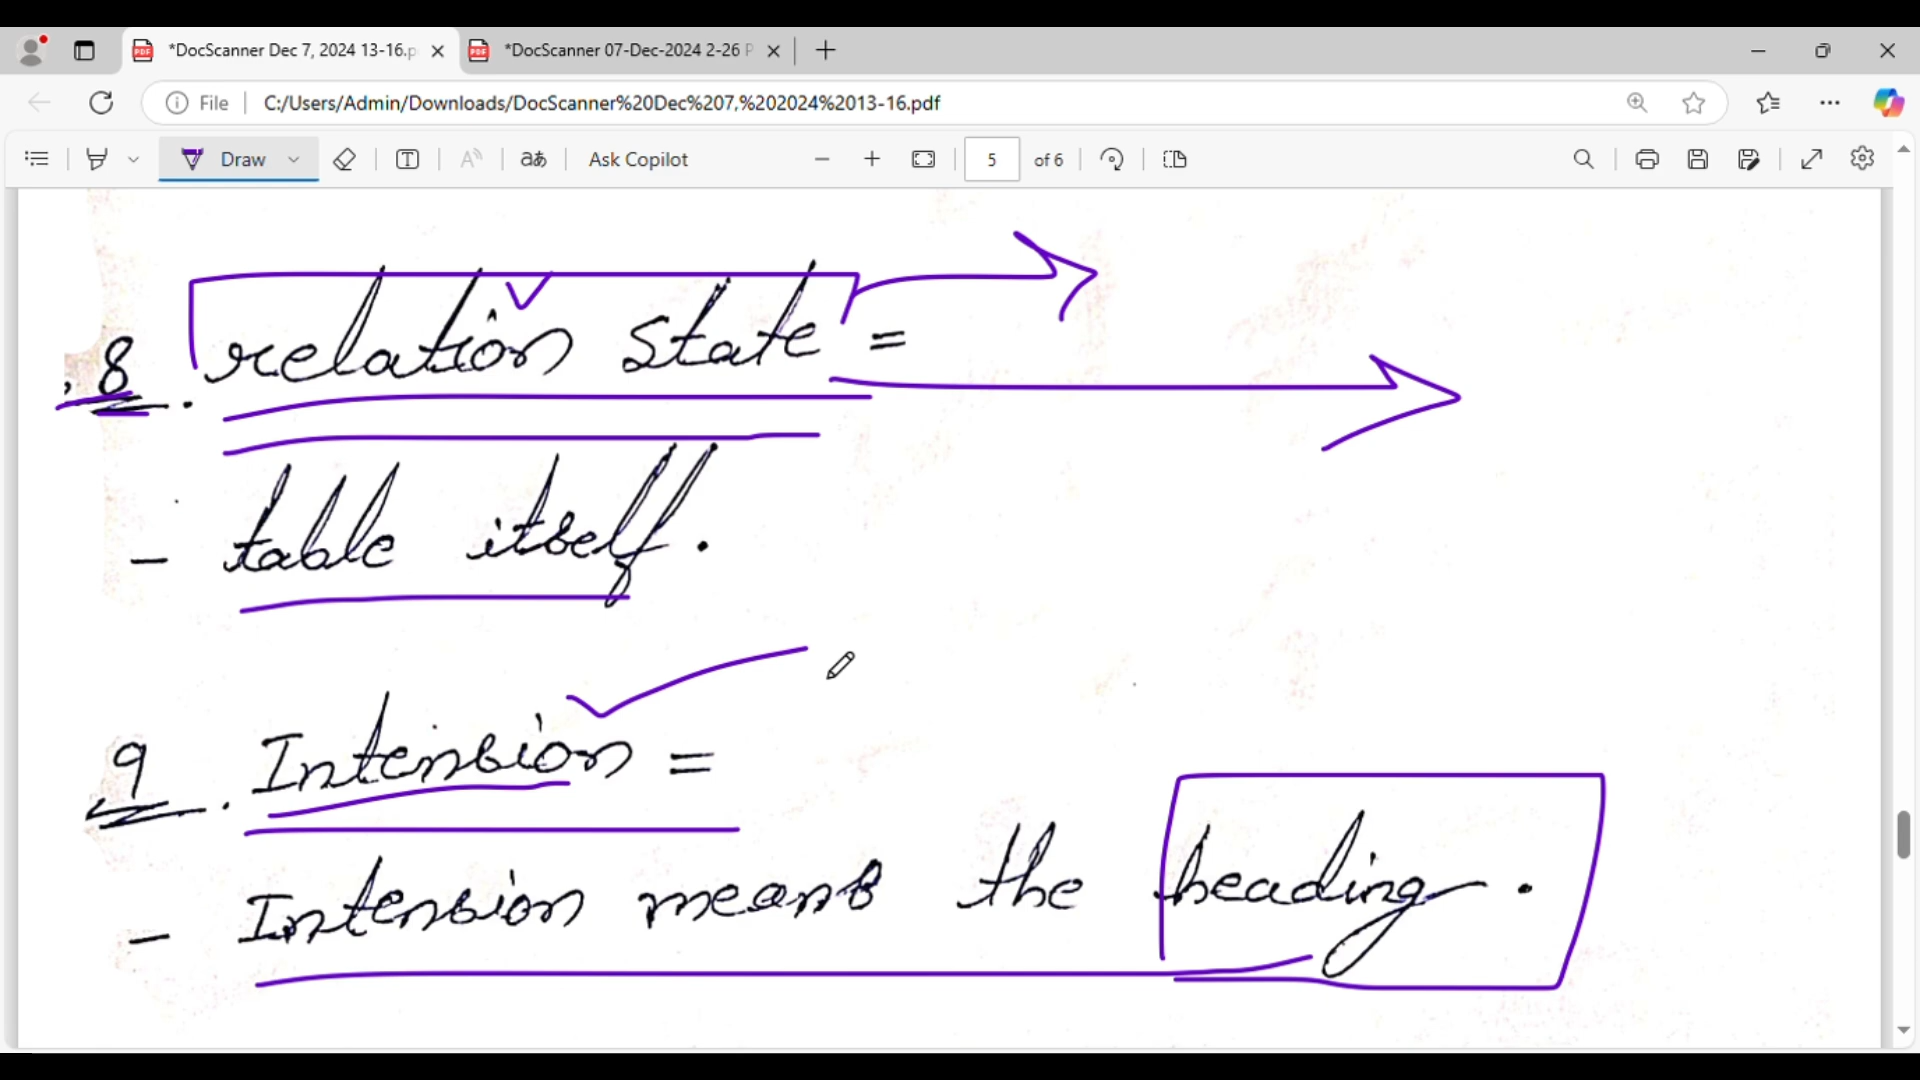 *DocScanner Dec 7, 2024 13-16.p
*DocScanner 07-Dec-2024 2-26 P
File
C:/Users/Admin/Downloads/DocScanner%20Dec%207,%202024%2013-16.pdf
Draw
Ask Copilot
5 of 6
8. relation state =
- table itself.
9. Intension =
- Intension means the heading.